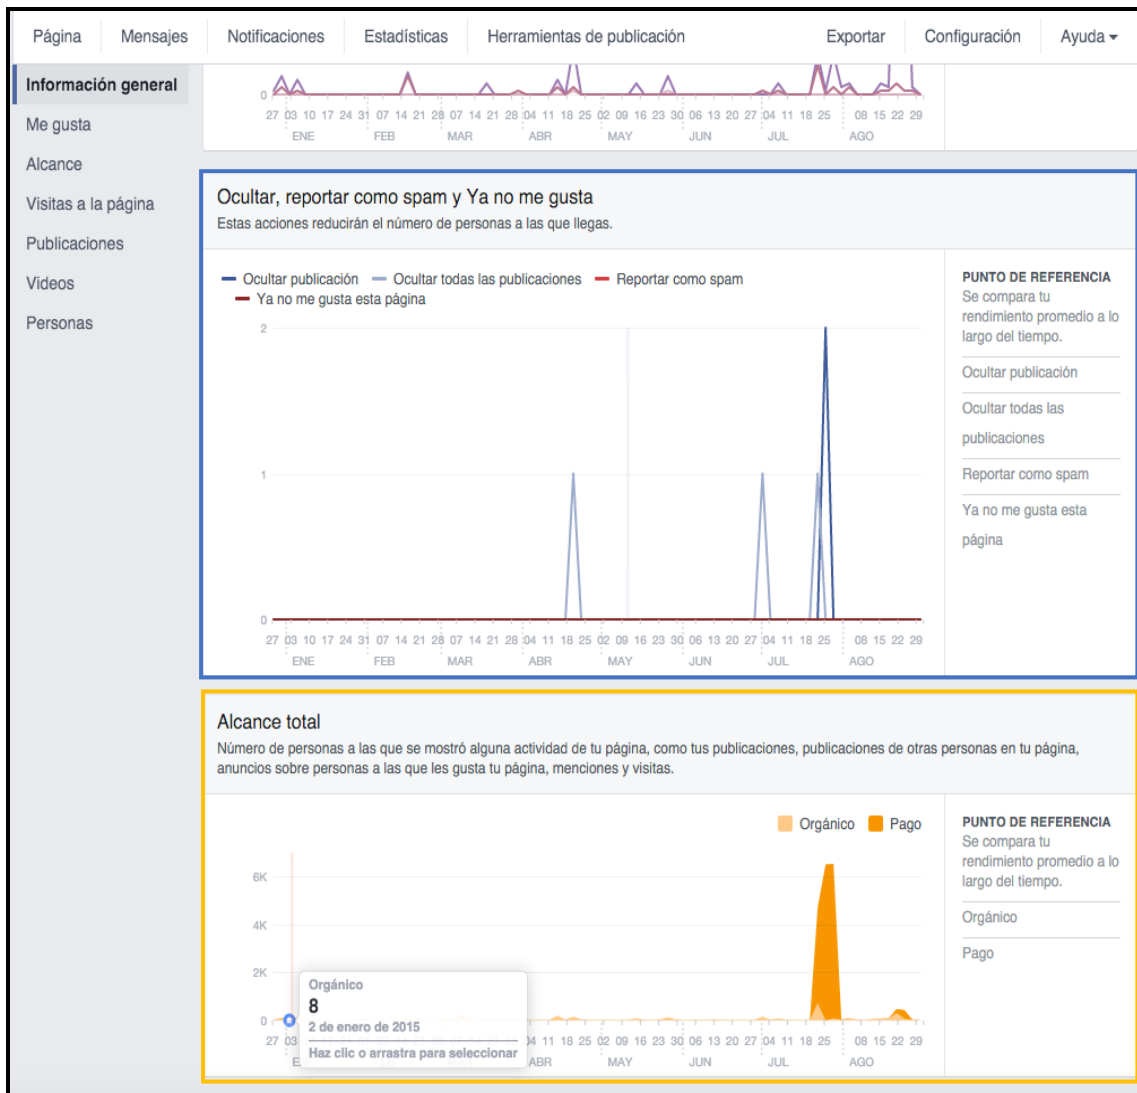 Página Mensajes Notificaciones Estadísticas Herramientas de publicación Exportar Configuración Ayuda
Información general
Me gusta
Alcance
Visitas a la página
Publicaciones
Videos
Personas
0
27 03 10 17 24 31 07 14 21 28 07 14 21 28 04 11 18 25 02 09 16 23 30 06 13 20 27 04 11 18 25 08 15 22 29
ENE FEB MAR ABR MAY JUN JUL AGO
Ocultar, reportar como spam y Ya no me gusta
Estas acciones reducirán el número de personas a las que llegas.
Ocultar publicación Ocultar todas las publicaciones Reportar como spam
Ya no me gusta esta página
2
1
0
27 03 10 17 24 31 07 14 21 28 07 14 21 28 04 11 18 25 02 09 16 23 30 06 13 20 27 04 11 18 25 08 15 22 29
ENE FEB MAR ABR MAY JUN JUL AGO
PUNTO DE REFERENCIA
Se compara tu
rendimiento promedio a lo
largo del tiempo.
Ocultar publicación
Ocultar todas las
publicaciones
Reportar como spam
Ya no me gusta esta
página
Alcance total
Número de personas a las que se mostró alguna actividad de tu página, como tus publicaciones, publicaciones de otras personas en tu página,
anuncios sobre personas a las que les gusta tu página, menciones y visitas.
Orgánico Pago
6K
4K
2K
0
Orgánico
8
2 de enero de 2015
Haz clic o arrastra para seleccionar
27 03 11 18 25 02 09 16 23 30 06 13 20 27 04 11 18 25 08 15 22 29
ABR MAY JUN JUL AGO
PUNTO DE REFERENCIA
Se compara tu
rendimiento promedio a lo
largo del tiempo.
Orgánico
Pago